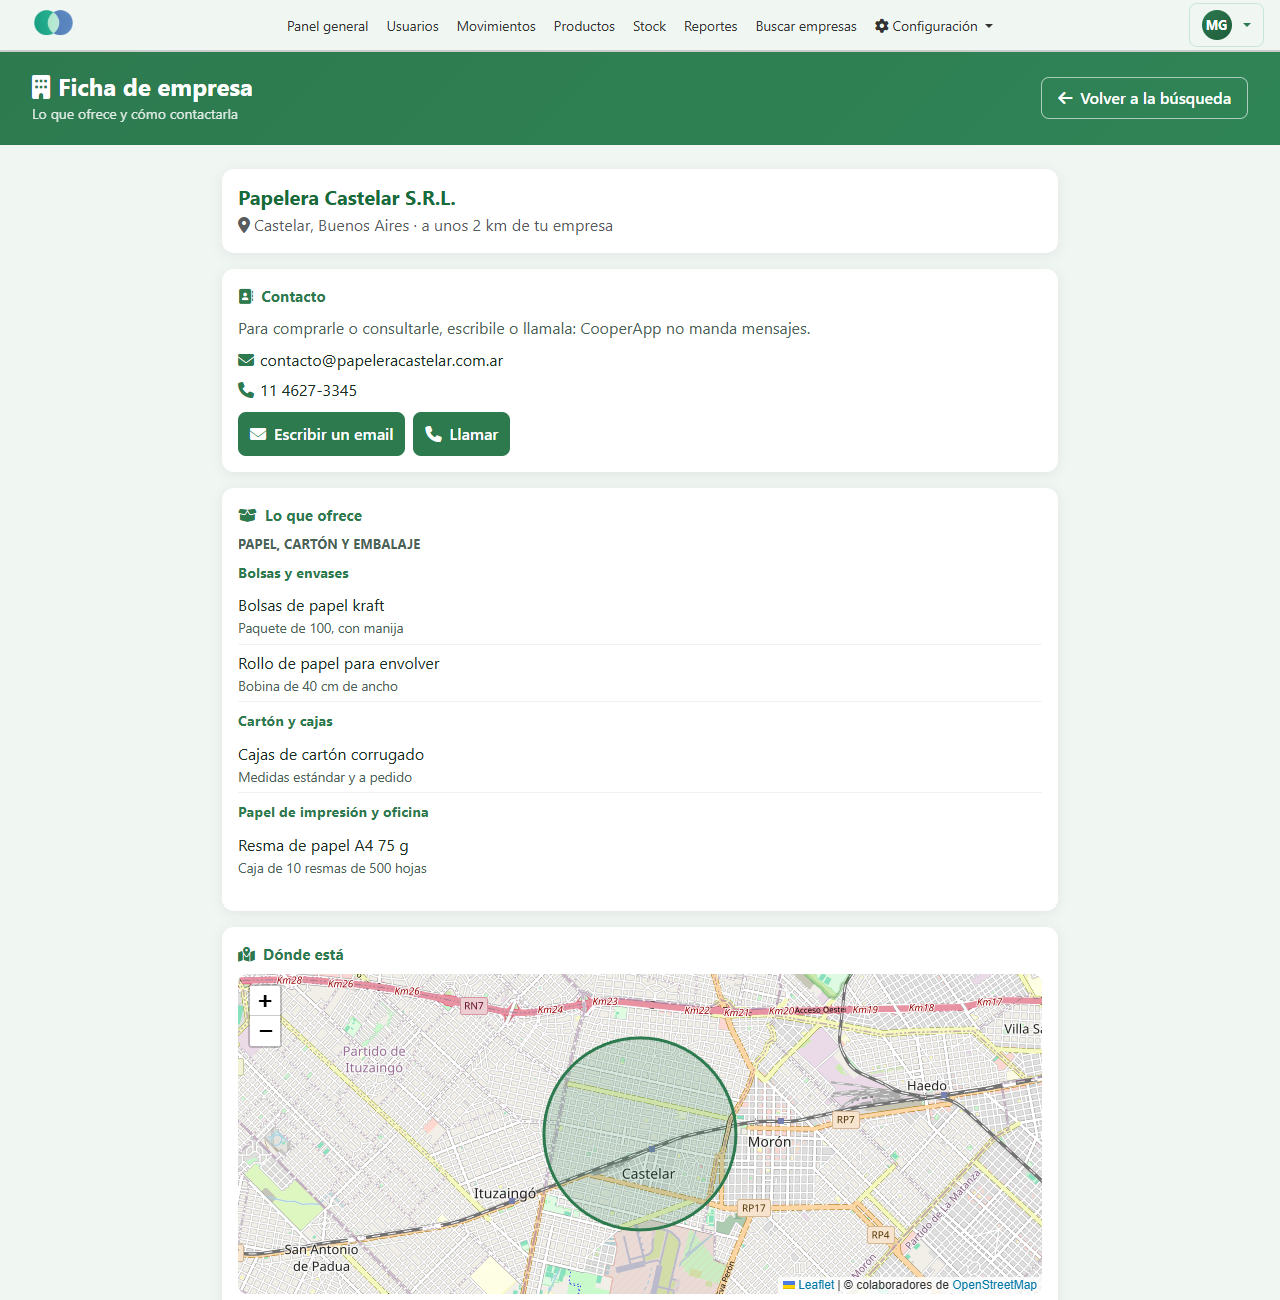 Panel general Usuarios Movimientos Productos Stock Reportes Buscar empresas Configuración MG
Ficha de empresa
Lo que ofrece y cómo contactarla
Volver a la búsqueda
Papelera Castelar S.R.L.
Castelar, Buenos Aires · a unos 2 km de tu empresa
Contacto
Para comprarle o consultarle, escribile o llamala: CooperApp no manda mensajes.
contacto@papeleracastelar.com.ar
11 4627-3345
Escribir un email Llamar
Lo que ofrece
PAPEL, CARTÓN Y EMBALAJE
Bolsas y envases
Bolsas de papel kraft
Paquete de 100, con manija
Rollo de papel para envolver
Bobina de 40 cm de ancho
Cartón y cajas
Cajas de cartón corrugado
Medidas estándar y a pedido
Papel de impresión y oficina
Resma de papel A4 75 g
Caja de 10 resmas de 500 hojas
Dónde está
+
−
Km28 Km26 Km26 RN7 Km24 Km23 Km22 Km21 Km20 Acceso Oeste Km19 Km18 Km17
Villa Sa
Partido de
Ituzaingó
Haedo
RP7
Morón
Castelar
Ituzaingó
RP17
Partido de La Matanza
RP4
San Antonio
de Padua
Morón
Leaflet | © colaboradores de OpenStreetMap